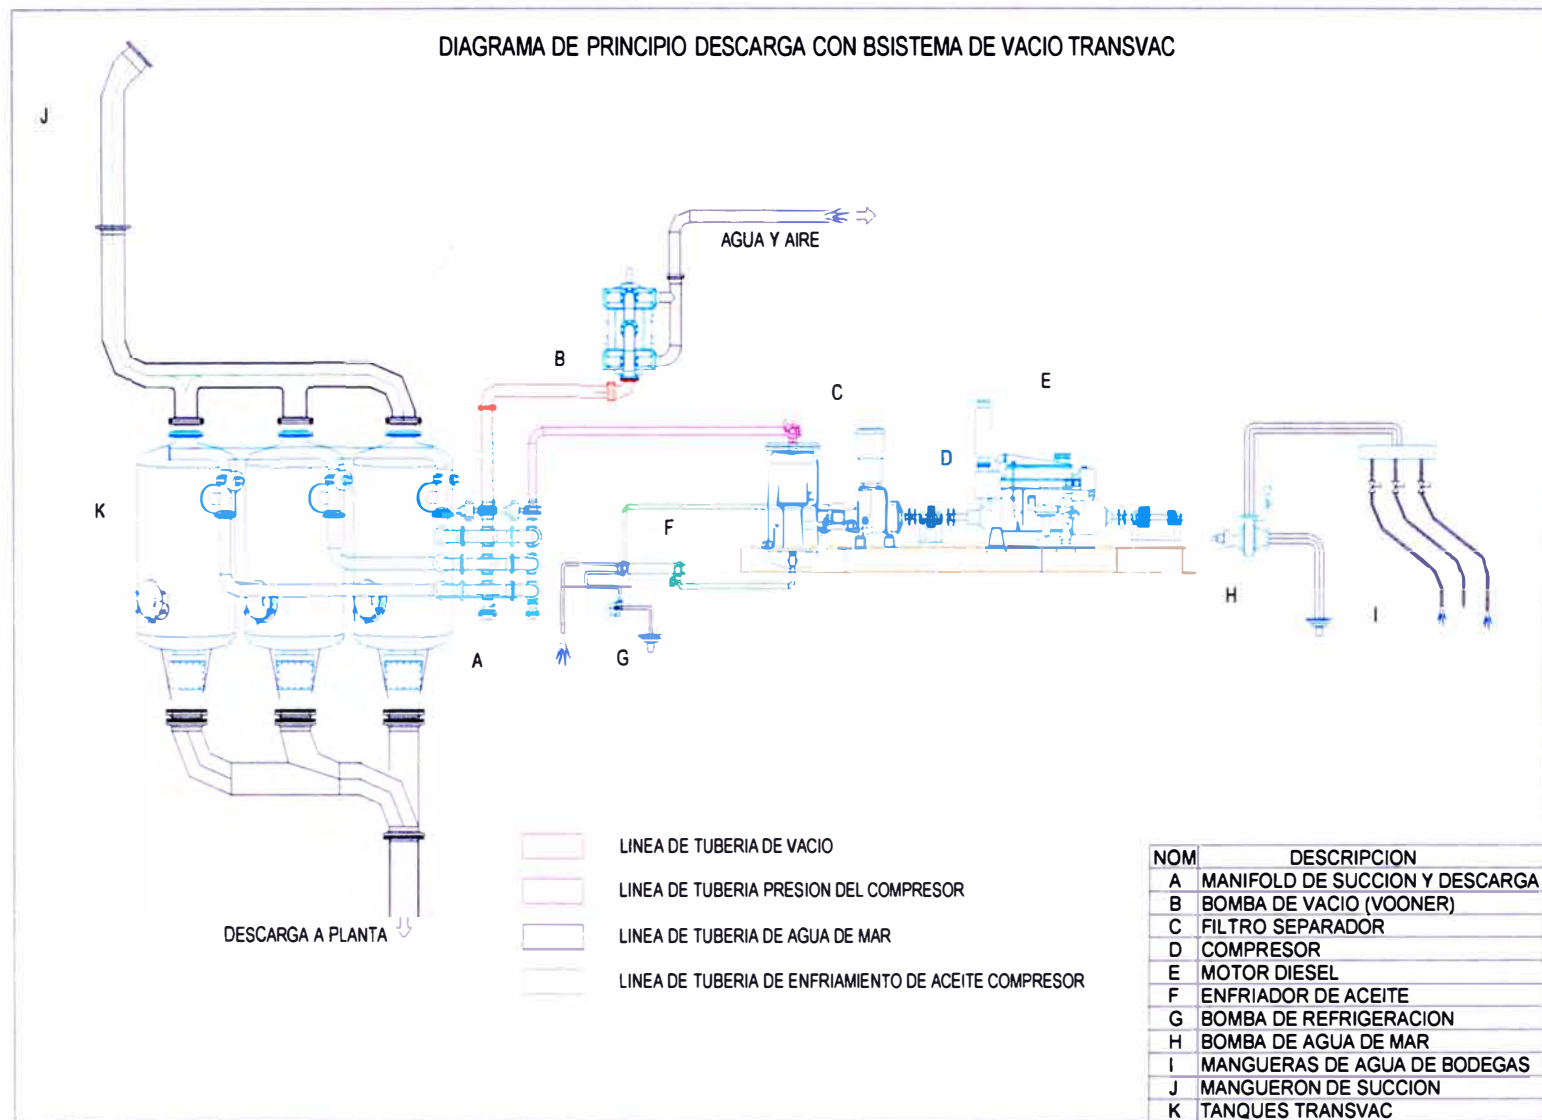 DIAGRAMA DE PRINCIPIO DESCARGA CON BSISTEMA DE VACIO TRANSVAC
J
AGUA Y AIRE
B
C
E
D
K
F
H
I
A
G
LINEA DE TUBERIA DE VACIO
LINEA DE TUBERIA PRESION DEL COMPRESOR
LINEA DE TUBERIA DE AGUA DE MAR
LINEA DE TUBERIA DE ENFRIAMIENTO DE ACEITE COMPRESOR
DESCARGA A PLANTA
NOM DESCRIPCION
A MANIFOLD DE SUCCION Y DESCARGA
B BOMBA DE VACIO (VOONER)
C FILTRO SEPARADOR
D COMPRESOR
E MOTOR DIESEL
F ENFRIADOR DE ACEITE
G BOMBA DE REFRIGERACION
H BOMBA DE AGUA DE MAR
I MANGUERAS DE AGUA DE BODEGAS
J MANGUERON DE SUCCION
K TANQUES TRANSVAC